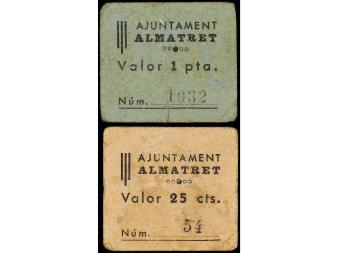 AJUNTAMENT
ALMATRET
Valor 1 pta.
Núm. 1032
AJUNTAMENT
ALMATRET
Valor 25 cts.
Núm. 54